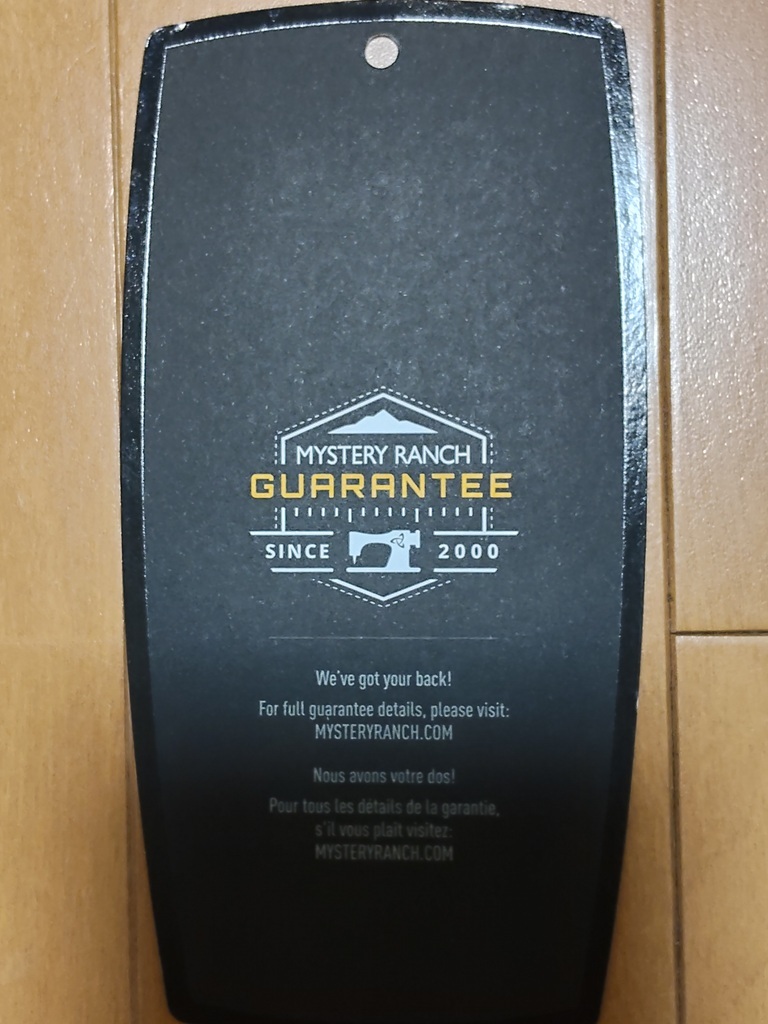 MYSTERY RANCH
GUARANTEE
SINCE 2000
We've got your back!
For full guarantee details, please visit:
MYSTERYRANCH.COM
Nous avons votre dos!
Pour tous les détails de la garantie,
s'il vous plaît visitez:
MYSTERYRANCH.COM